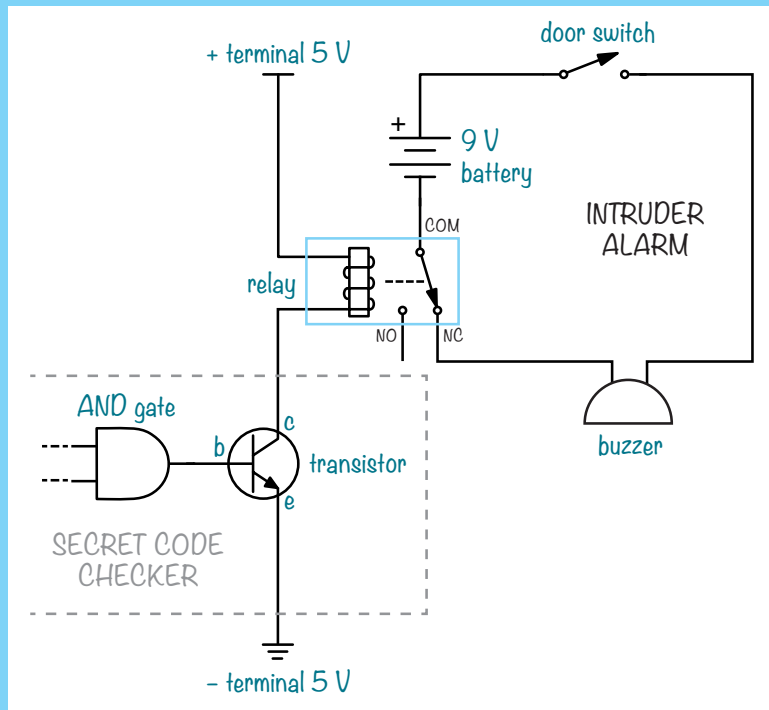 + terminal 5 V
door switch
+
9 V
battery
INTRUDER
ALARM
COM
relay
NO
NC
AND gate
b
c
transistor
e
buzzer
SECRET CODE
CHECKER
– terminal 5 V